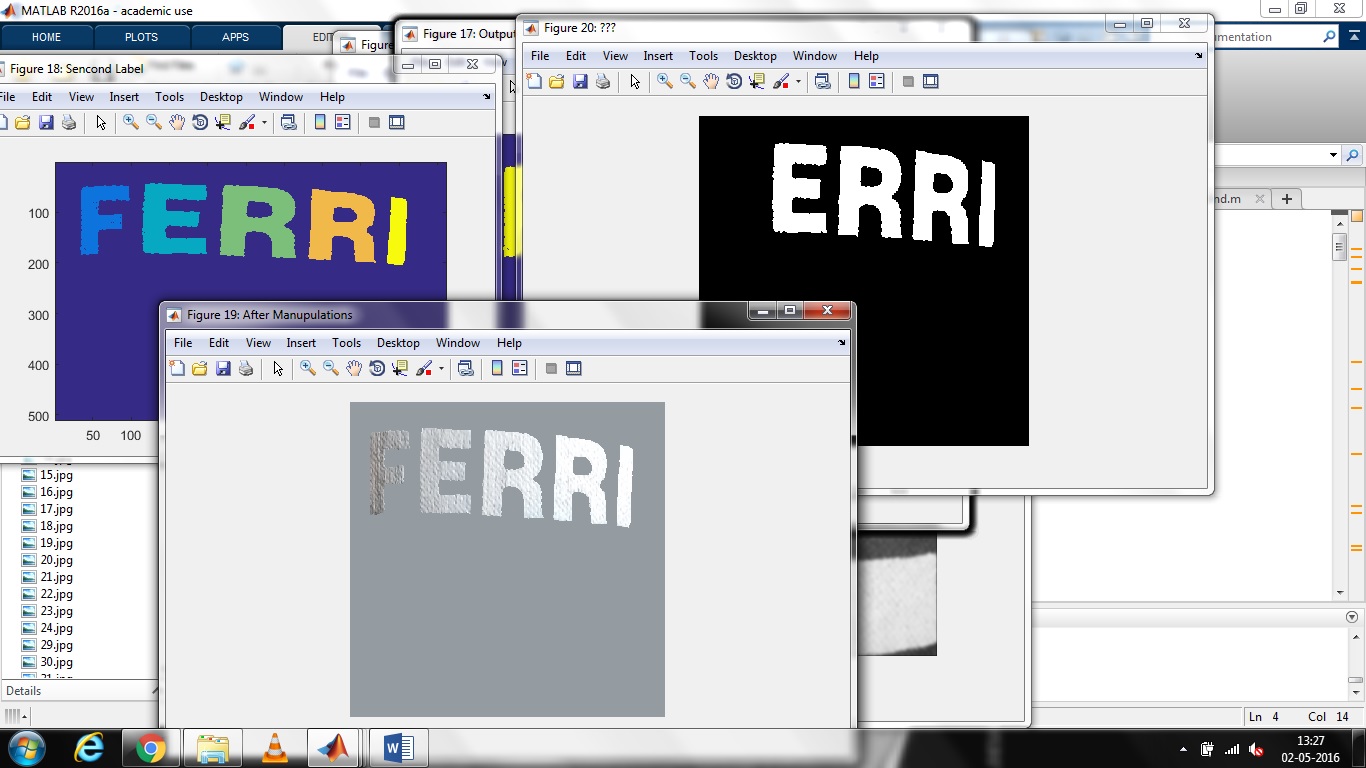 MATLAB R2016a - academic use
HOME PLOTS APPS
Figure 17: Outpu
Figure 20: ???
File Edit View Insert Tools Desktop Window Help
FERRI
Figure 18: Sencond Label
File Edit View Insert Tools Desktop Window Help
100
200
300
400
500
50 100
FERRI
ERRI
nd.m
Figure 19: After Manupulations
File Edit View Insert Tools Desktop Window Help
FERRI
15.jpg
16.jpg
17.jpg
18.jpg
19.jpg
20.jpg
21.jpg
22.jpg
23.jpg
24.jpg
29.jpg
30.jpg
Details
Ln 4 Col 14
13:27
02-05-2016